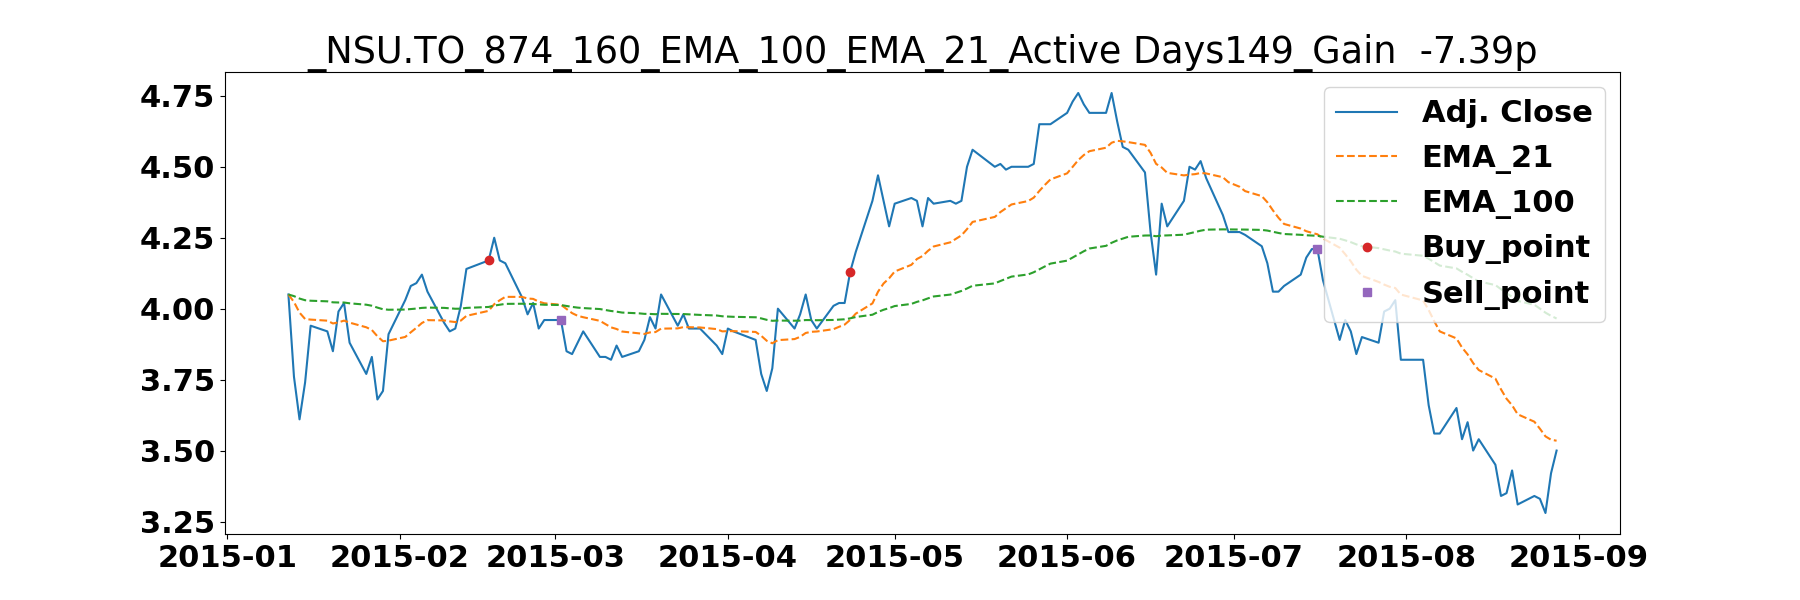 _NSU.TO_874_160_EMA_100_EMA_21_Active Days149_Gain  -7.39p
4.75
4.50
4.25
4.00
3.75
3.50
3.25
Adj. Close
EMA_21
EMA_100
Buy_point
Sell_point
2015-01 2015-02 2015-03 2015-04 2015-05 2015-06 2015-07 2015-08 2015-09